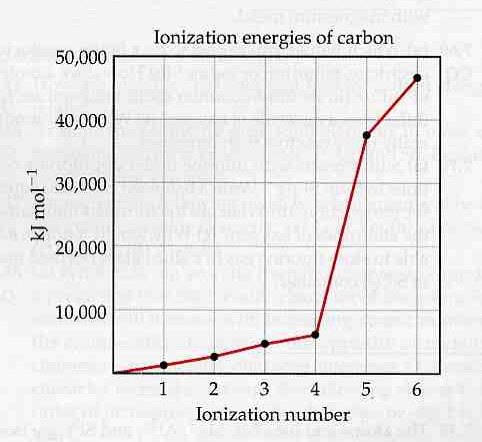 Ionization energies of carbon
50,000
40,000
30,000
20,000
10,000
kJ mol⁻¹
1 2 3 4 5 6
Ionization number